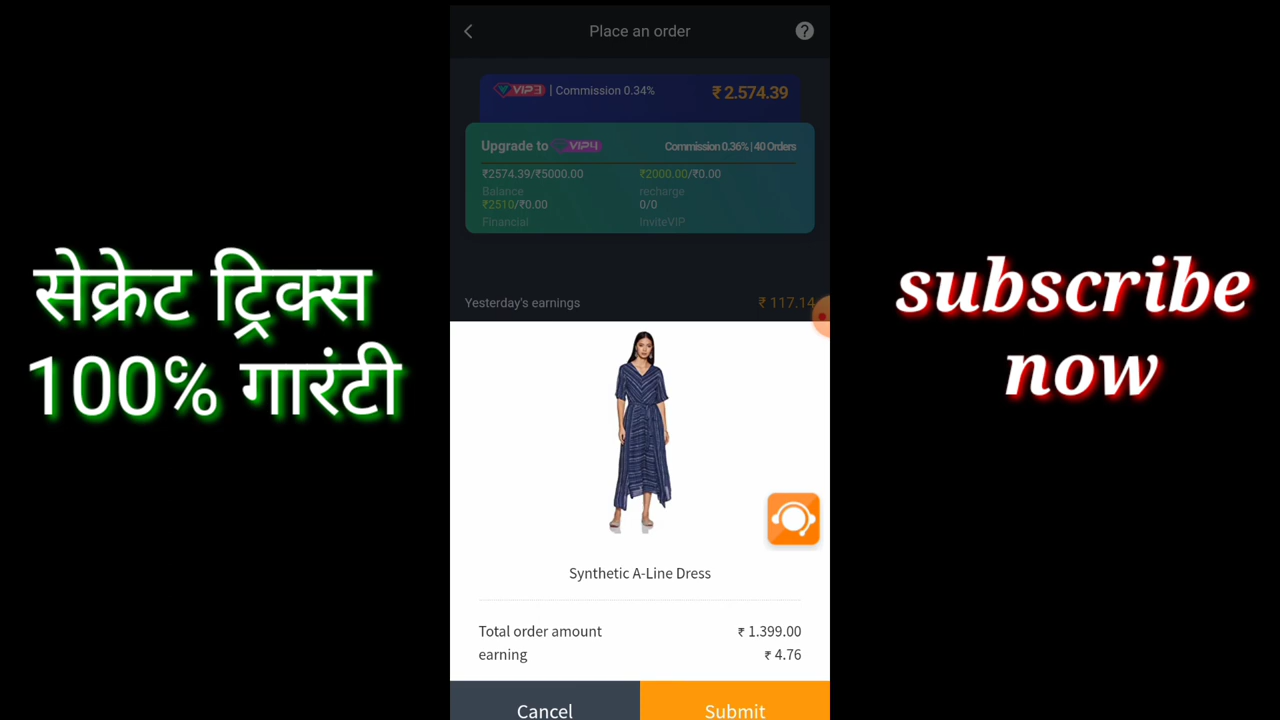 Place an order
VIP3 | Commission 0.34%
₹ 2.574.39
Upgrade to VIP4
Commission 0.36% | 40 Orders
₹2574.39/₹5000.00
₹2000.00/₹0.00
Balance
recharge
₹2510/₹0.00
0/0
Financial
InviteVIP
Yesterday's earnings
₹ 117.14
सेक्रेट ट्रिक्स
100% गारंटी
subscribe
now
Synthetic A-Line Dress
Total order amount
₹ 1.399.00
earning
₹ 4.76
Cancel
Submit